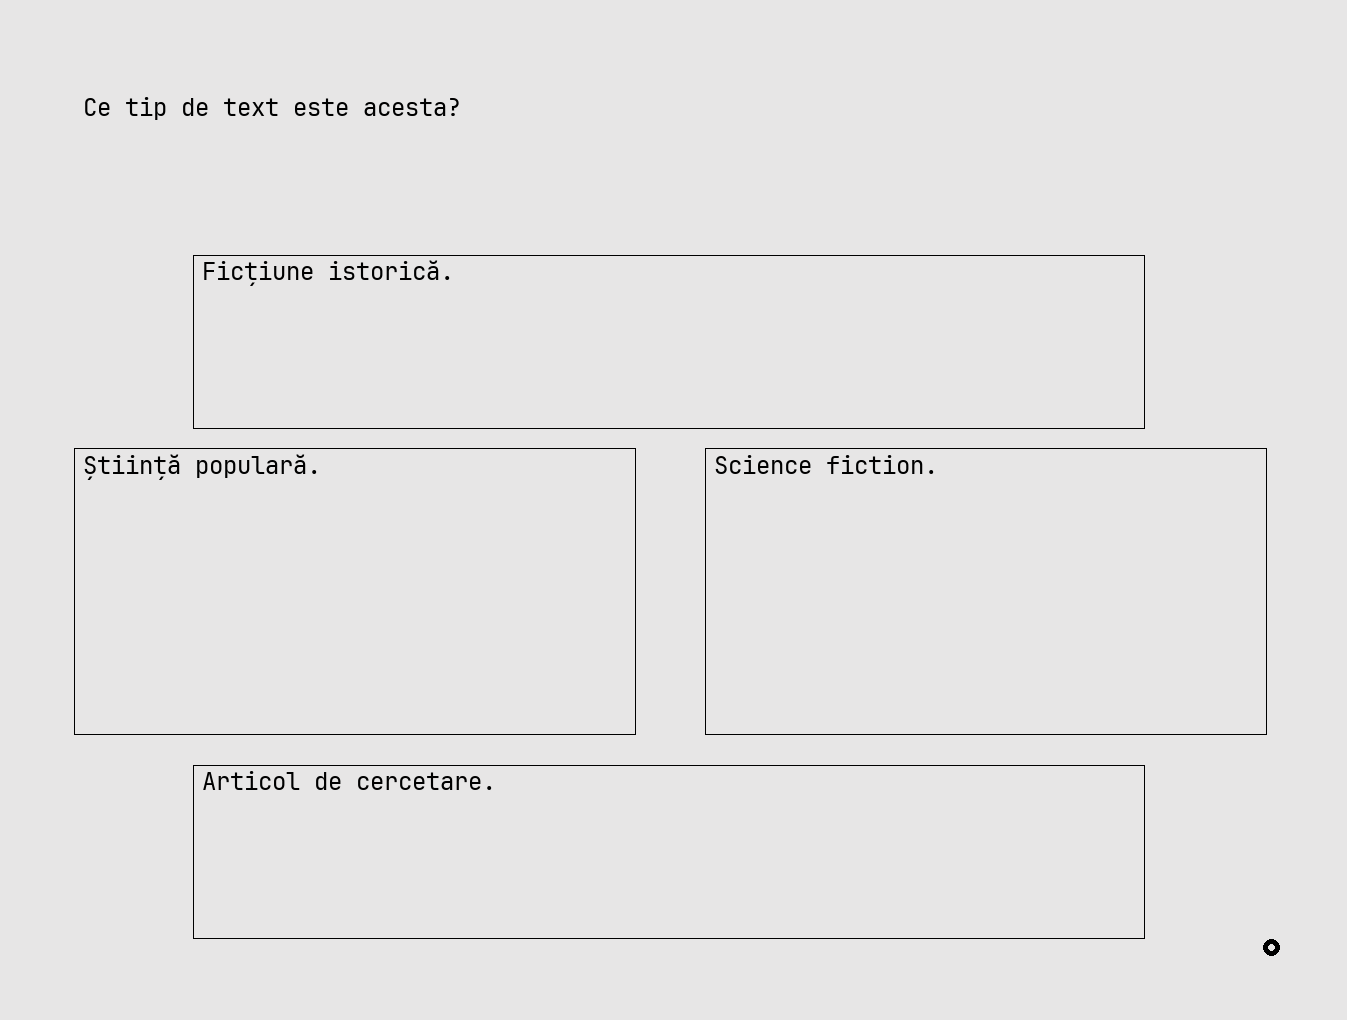 Ce tip de text este acesta?
Ficțiune istorică.
Știință populară.
Science fiction.
Articol de cercetare.